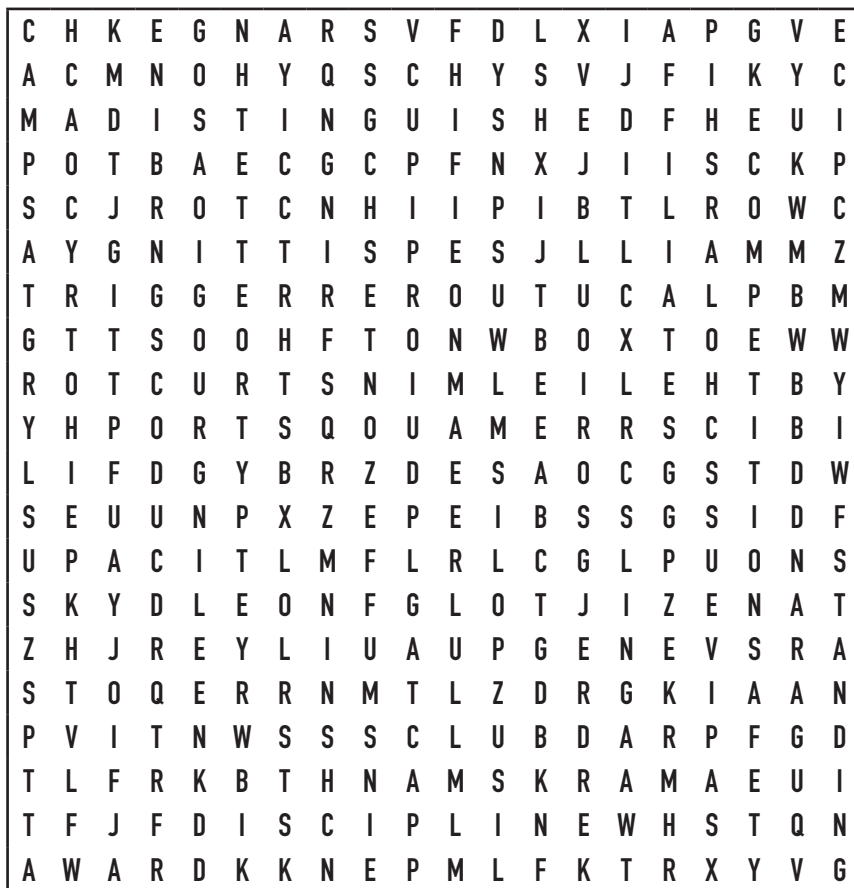 C H K E G N A R S V F D L X I A P G V E
A C M N O H Y Q S C H Y S V J F I K Y C
M A D I S T I N G U I S H E D F H E U I
P O T B A E C G C P F N X J I I S C K P
S C J R O T C N H I I P I B T L R O W C
A Y G N I T T I S P E S J L L I A M M Z
T R I G G E R R E R O U T U C A L P B M
G T T S O O H F T O N W B O X T O E W W
R O T C U R T S N I M L E I L E H T B Y
Y H P O R T S Q O U A M E R R S C I B I
L I F D G Y B R Z D E S A O C G S T D W
S E U U N P X Z E P E I B S S G S I D F
U P A C I T L M F L R L C G L P U O N S
S K Y D L E O N F G L O T J I Z E N A T
Z H J R E Y L I U A U P G E N E V S R A
S T O Q E R R N M T L Z D R G K I A A N
P V I T N W S S S C L U B D A R P F G D
T L F R K B T H N A M S K R A M A E U I
T F J F D I S C I P L I N E W H S T Q N
A W A R D K K N E P M L F K T R X Y V G